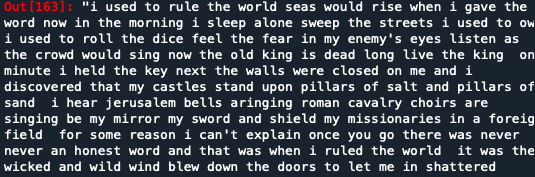 Out[163]: "i used to rule the world seas would rise when i gave the
word now in the morning i sleep alone sweep the streets i used to ow
i used to roll the dice feel the fear in my enemy's eyes listen as
the crowd would sing now the old king is dead long live the king  on
minute i held the key next the walls were closed on me and i
discovered that my castles stand upon pillars of salt and pillars of
sand  i hear jerusalem bells aringing roman cavalry choirs are
singing be my mirror my sword and shield my missionaries in a foreig
field  for some reason i can't explain once you go there was never
never an honest word and that was when i ruled the world  it was the
wicked and wild wind blew down the doors to let me in shattered